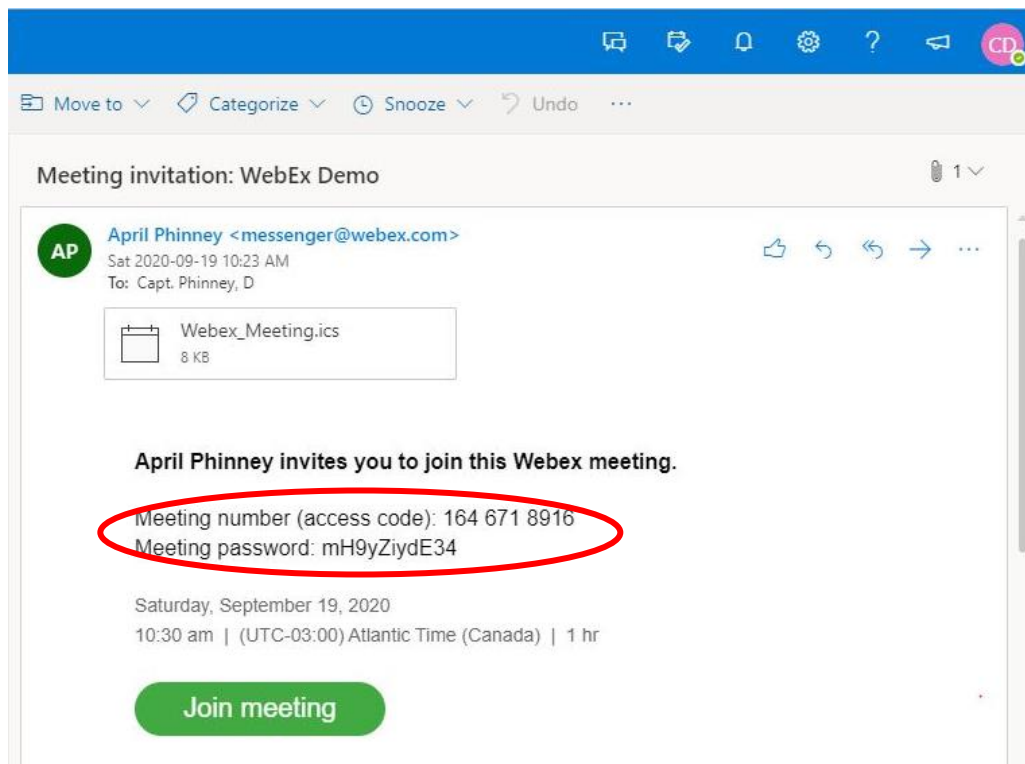 CD
Move to Categorize Snooze Undo ...
Meeting invitation: WebEx Demo 1
AP
April Phinney <messenger@webex.com>
Sat 2020-09-19 10:23 AM
To: Capt. Phinney, D
Webex_Meeting.ics
8 KB
April Phinney invites you to join this Webex meeting.
Meeting number (access code): 164 671 8916
Meeting password: mH9yZiydE34
Saturday, September 19, 2020
10:30 am | (UTC-03:00) Atlantic Time (Canada) | 1 hr
Join meeting